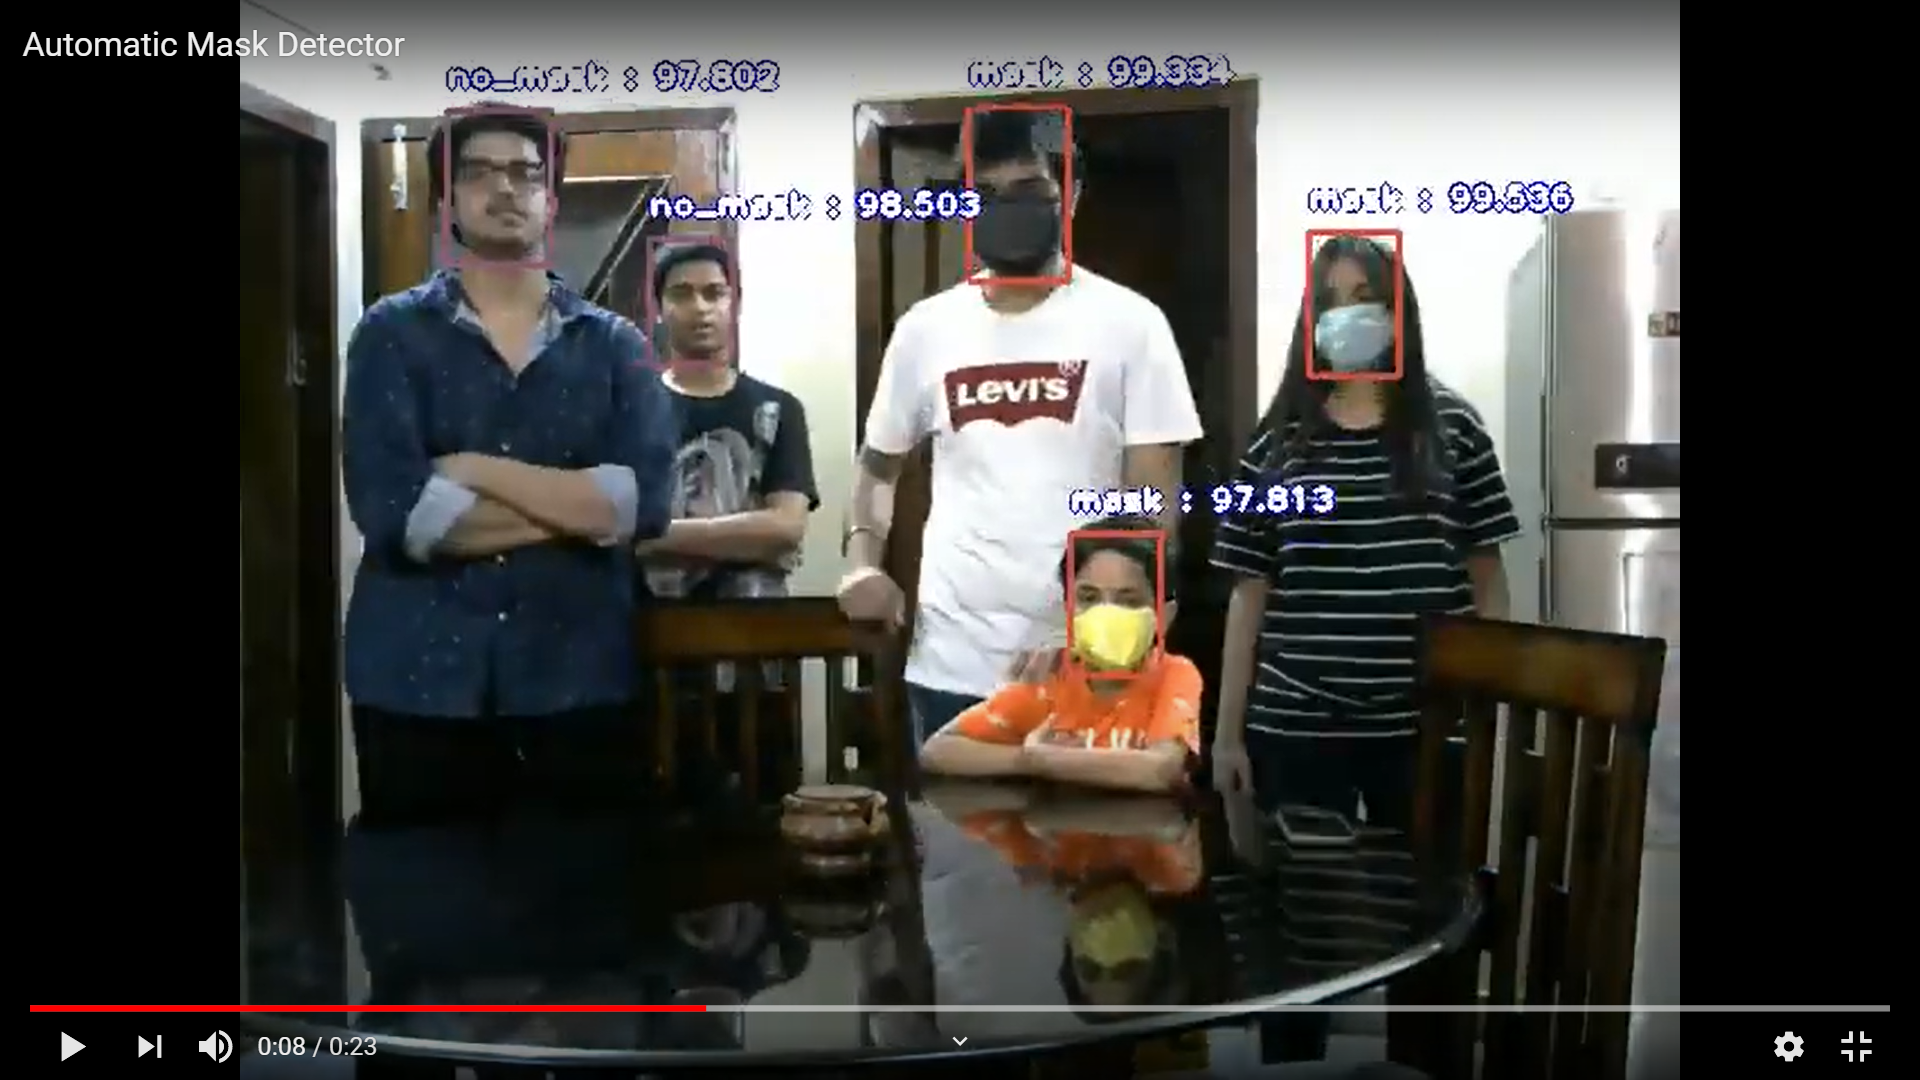 Automatic Mask Detector
no_mask : 97.802
mask : 99.334
no_mask : 98.503
mask : 99.536
LEVI'S
®
mask : 97.813
0:08 / 0:23